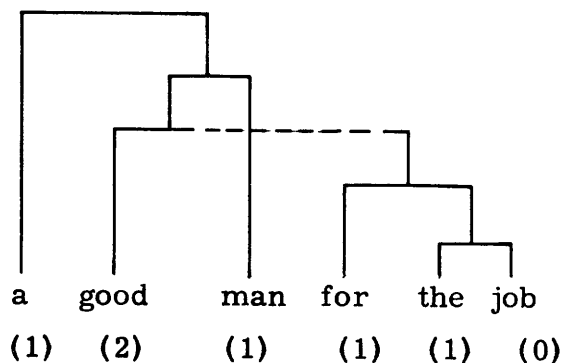 a good man for the job
(1) (2) (1) (1) (1) (0)